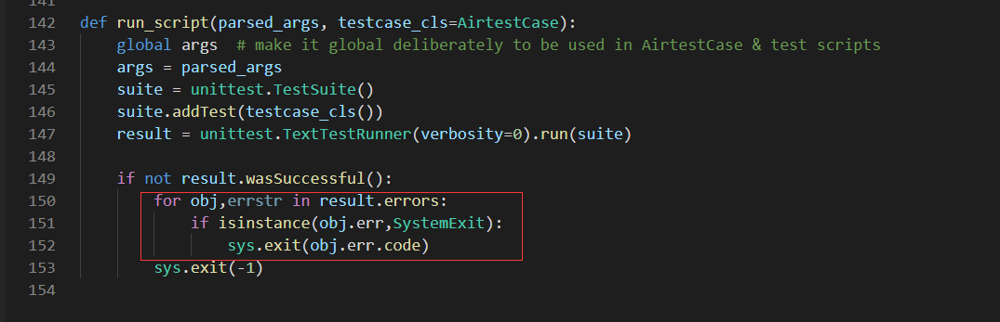 141
142 def run_script(parsed_args, testcase_cls=AirtestCase):
143     global args  # make it global deliberately to be used in AirtestCase & test scripts
144     args = parsed_args
145     suite = unittest.TestSuite()
146     suite.addTest(testcase_cls())
147     result = unittest.TextTestRunner(verbosity=0).run(suite)
148
149     if not result.wasSuccessful():
150         for obj,errstr in result.errors:
151             if isinstance(obj.err,SystemExit):
152                 sys.exit(obj.err.code)
153         sys.exit(-1)
154